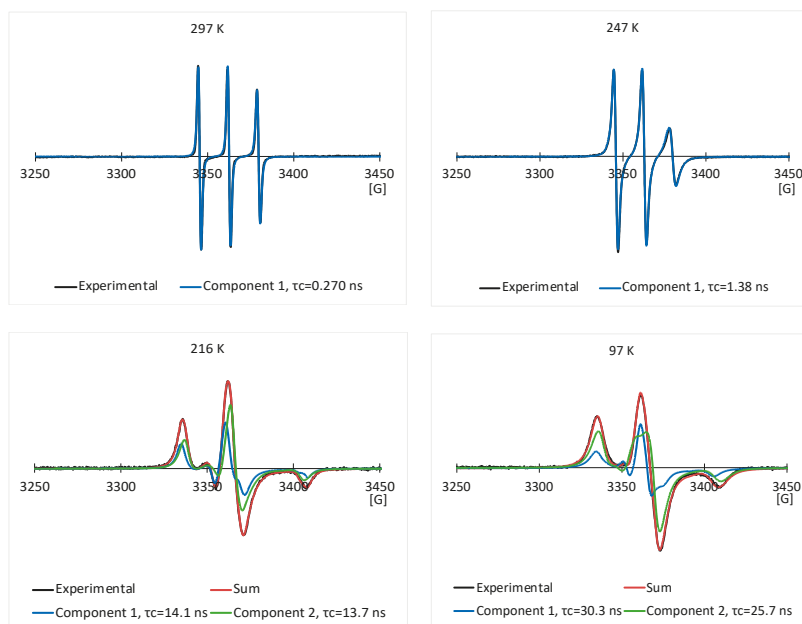 297 K
3250 3300 3350 3400 3450
[G]
Experimental Component 1, τc=0.270 ns
247 K
3250 3300 3350 3400 3450
[G]
Experimental Component 1, τc=1.38 ns
216 K
3250 3300 3350 3400 3450
[G]
Experimental Sum
Component 1, τc=14.1 ns Component 2, τc=13.7 ns
97 K
3250 3300 3350 3400 3450
[G]
Experimental Sum
Component 1, τc=30.3 ns Component 2, τc=25.7 ns